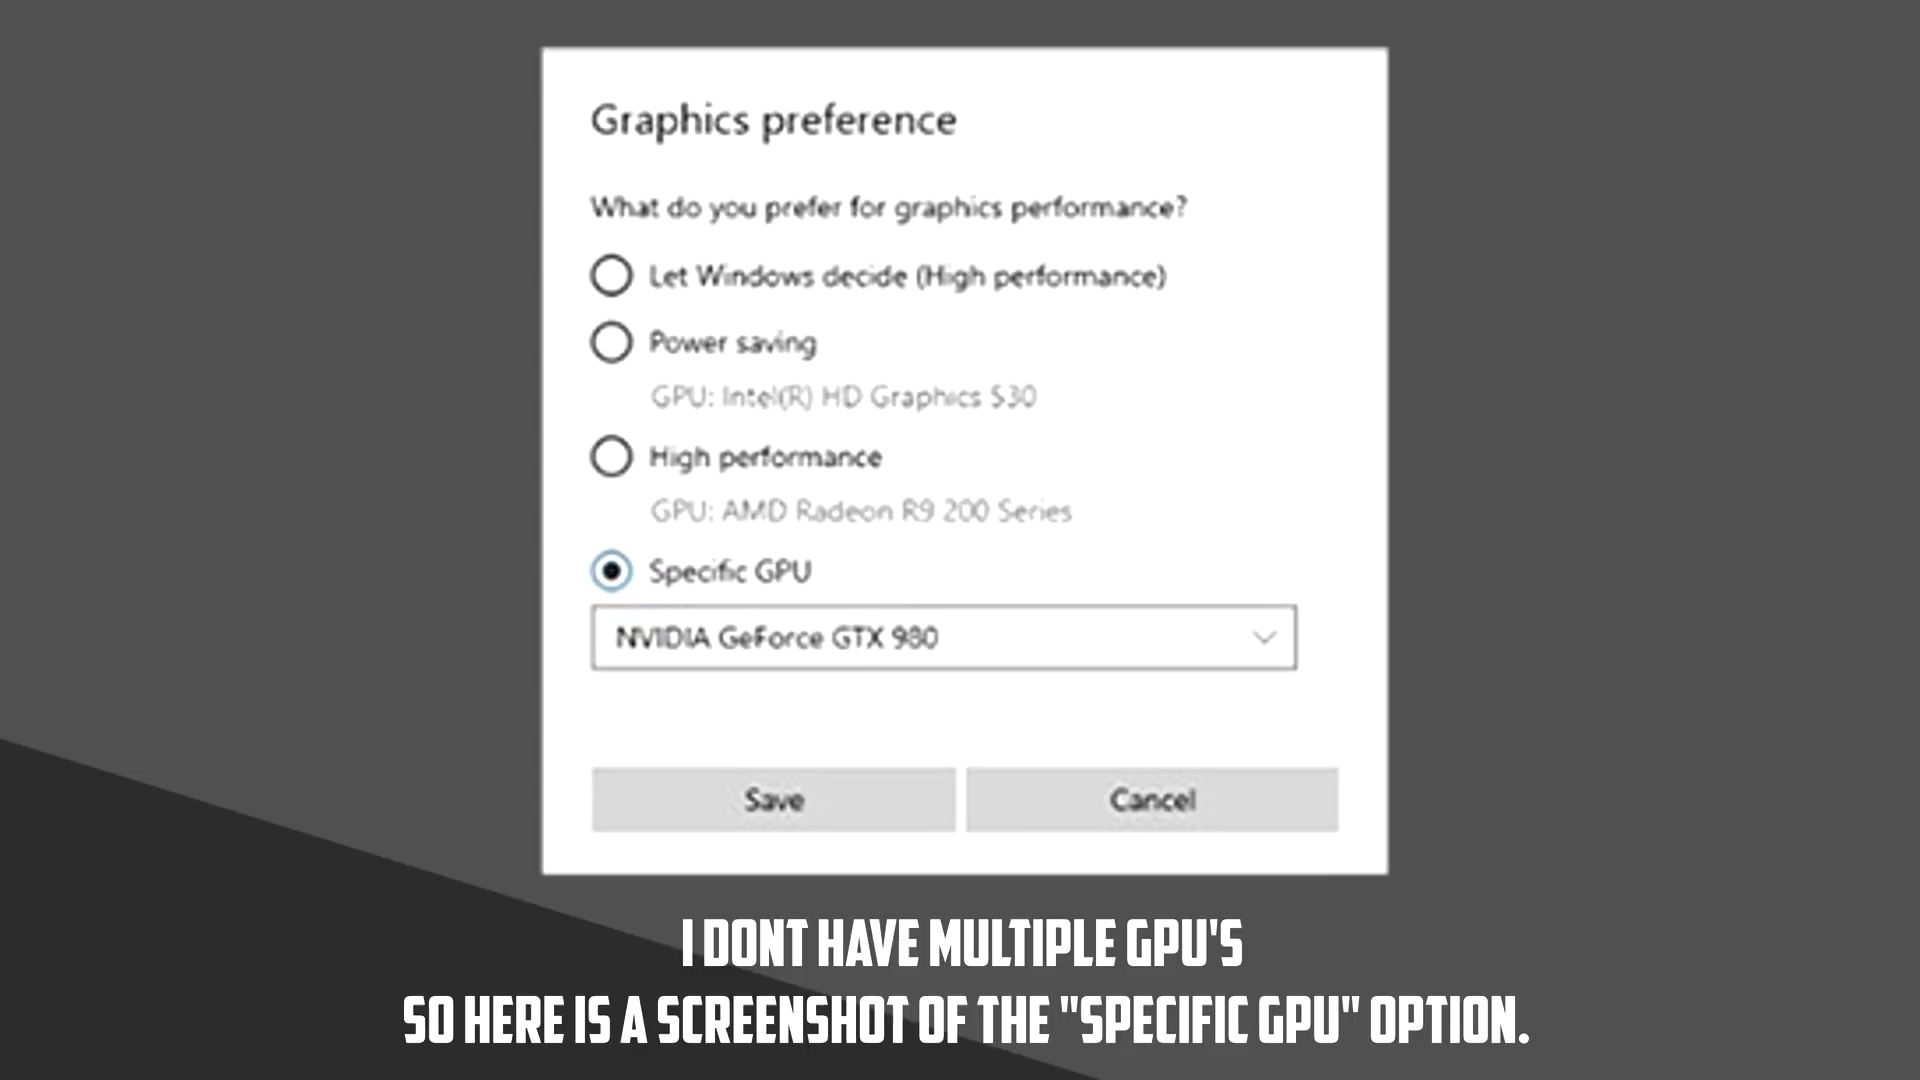 Graphics preference
What do you prefer for graphics performance?
Let Windows decide (High performance)
Power saving
GPU: Intel(R) HD Graphics 530
High performance
GPU: AMD Radeon R9 200 Series
Specific GPU
NVIDIA GeForce GTX 980
Save Cancel
I DONT HAVE MULTIPLE GPU'S
SO HERE IS A SCREENSHOT OF THE "SPECIFIC GPU" OPTION.